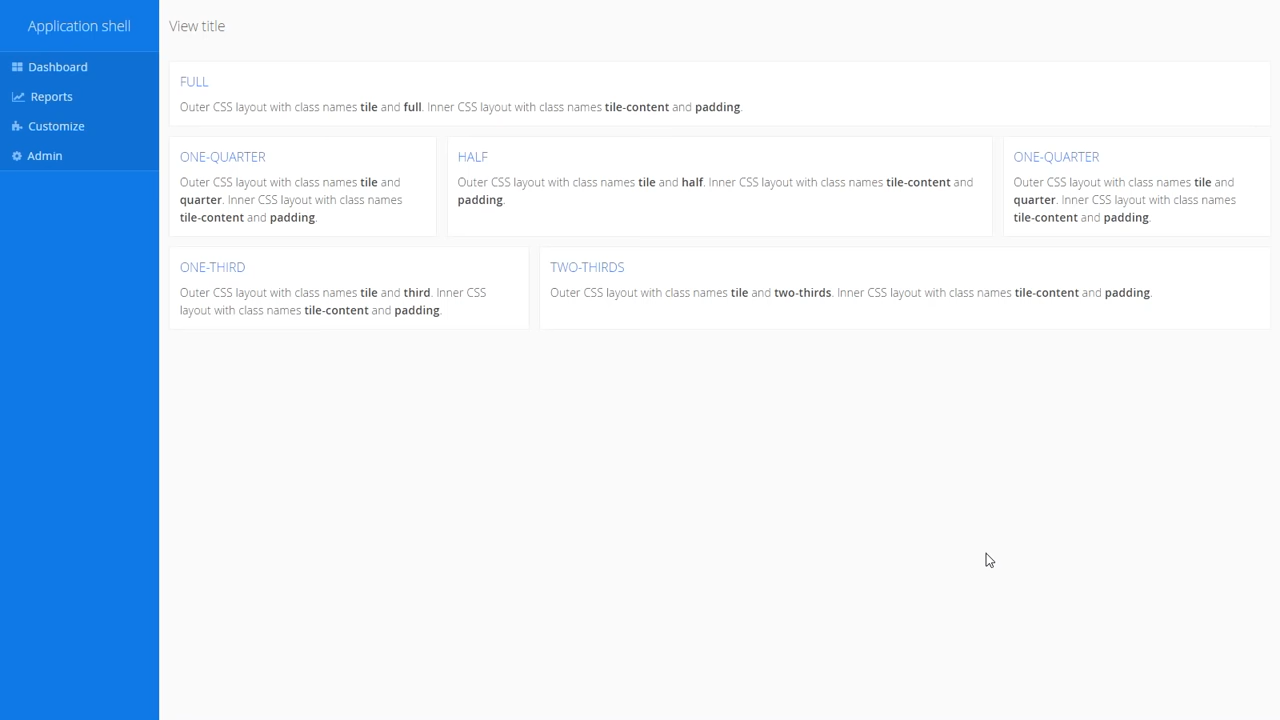 Application shell
Dashboard
Reports
Customize
Admin
View title
FULL
Outer CSS layout with class names tile and full. Inner CSS layout with class names tile-content and padding.
ONE-QUARTER
Outer CSS layout with class names tile and
quarter. Inner CSS layout with class names
tile-content and padding.
HALF
Outer CSS layout with class names tile and half. Inner CSS layout with class names tile-content and
padding.
ONE-QUARTER
Outer CSS layout with class names tile and
quarter. Inner CSS layout with class names
tile-content and padding.
ONE-THIRD
Outer CSS layout with class names tile and third. Inner CSS
layout with class names tile-content and padding.
TWO-THIRDS
Outer CSS layout with class names tile and two-thirds. Inner CSS layout with class names tile-content and padding.